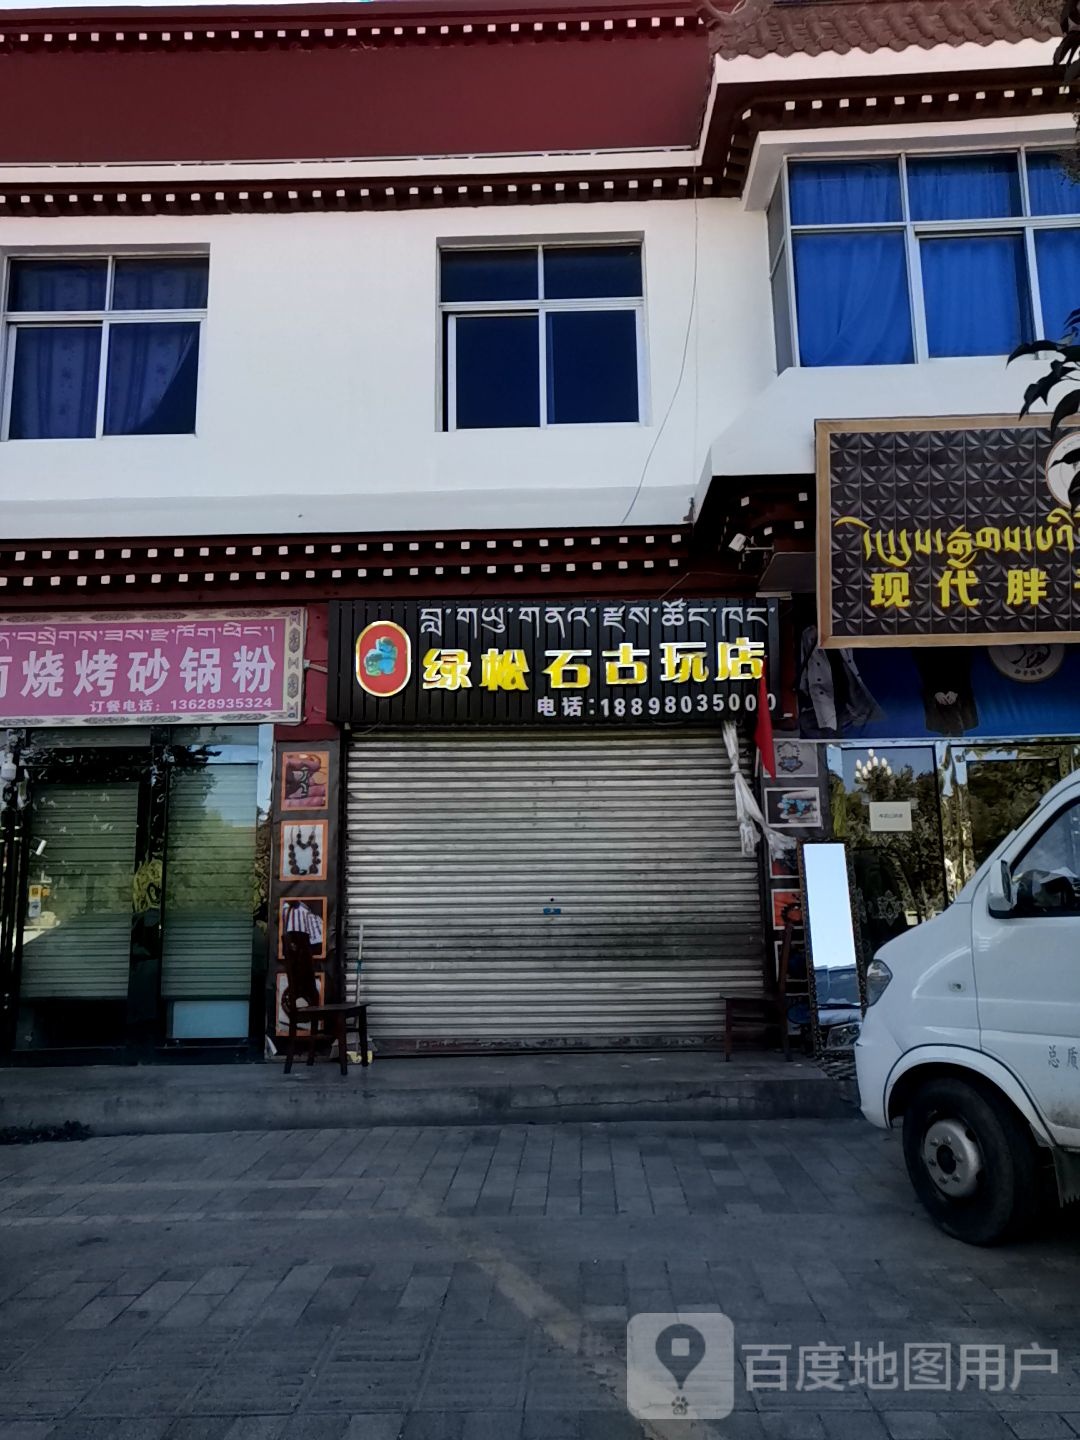 བླ་གཡུ་གནའ་རྫས་ཚོང་ཁང་
绿松石古玩店
电话:18898035000
烧烤砂锅粉
订餐电话:13628935324
现代胖
百度地图用户